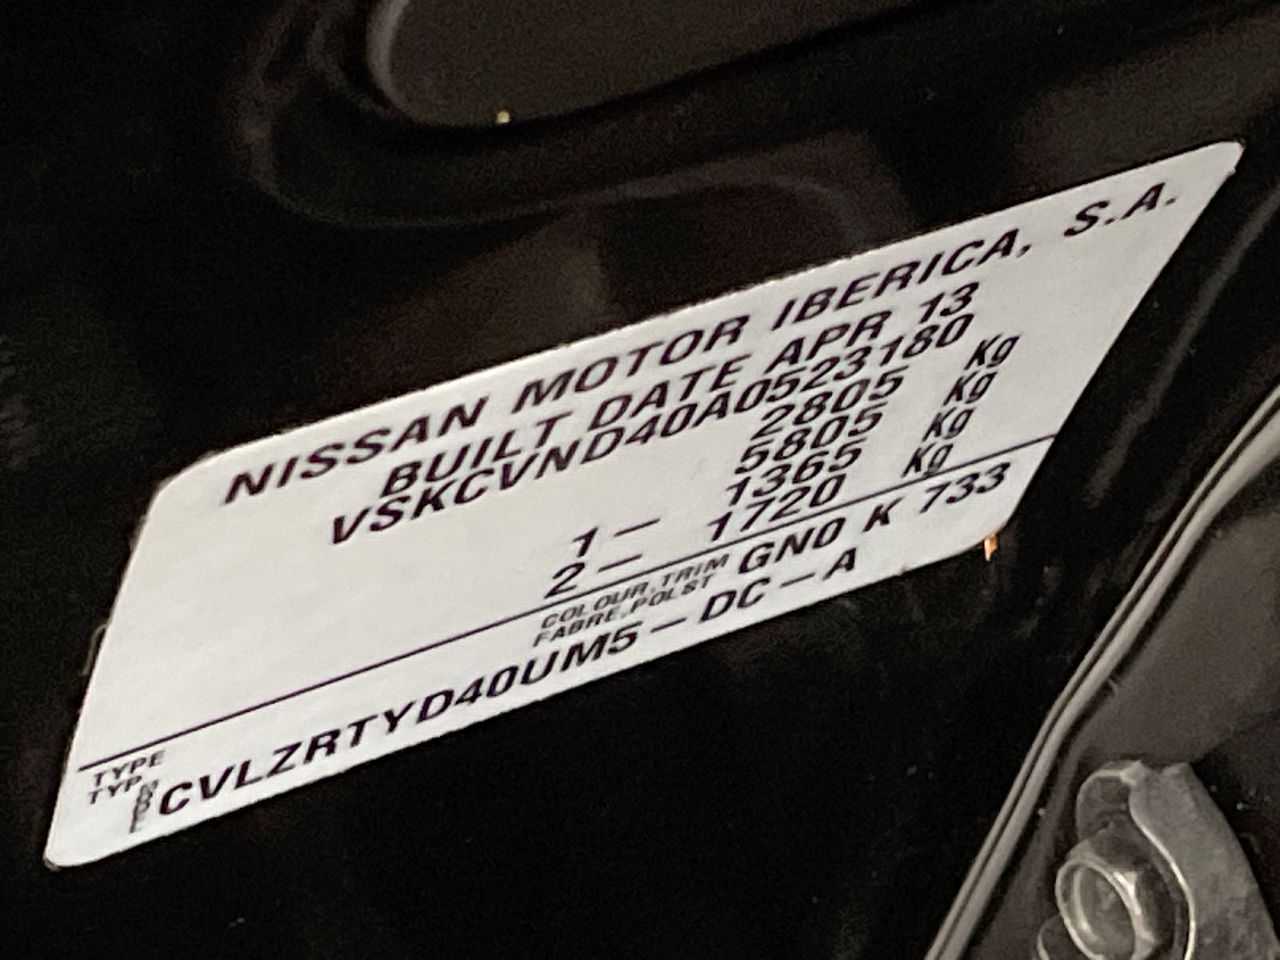 NISSAN MOTOR IBERICA, S.A.
BUILT DATE APR 13
VSKCVND40A0523180
2805 Kg
5805 Kg
1 – 1365 Kg
2 – 1720 Kg
COLOUR,TRIM GN0 K 733
FABRE,POLST
TYPE
TYP CVLZRTYD40UM5–DC–A